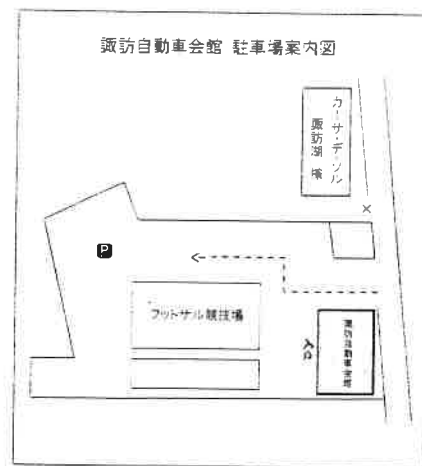 諏訪自動車会館 駐車場案内図
カーサ・デ・ソル
諏訪湖 横
×
P
フットサル競技場
諏訪自動車会館
入口